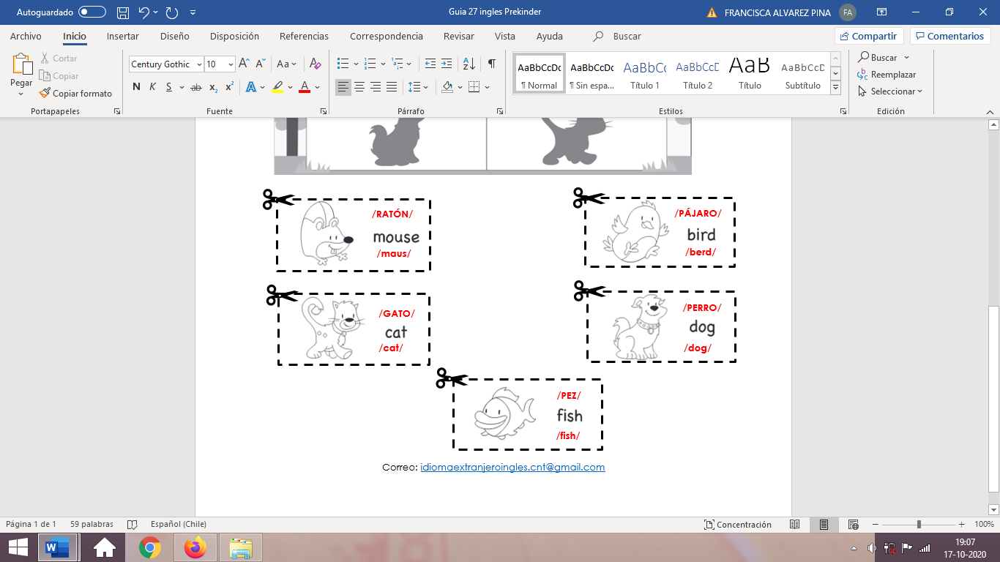 Autoguardado
Guia 27 ingles Prekinder
FRANCISCA ALVAREZ PINA
FA
Archivo Inicio Insertar Diseño Disposición Referencias Correspondencia Revisar Vista Ayuda Buscar
Compartir Comentarios
Pegar
Cortar
Copiar
Copiar formato
Portapapeles
Century Gothic 10
N K S ab x₂ x²
Fuente
Párrafo
AaBbCcDc AaBbCcDc AaBbCc AaBbCcD AaB AaBbCcD
¶ Normal ¶ Sin espa... Título 1 Título 2 Título Subtítulo
Estilos
Buscar
Reemplazar
Seleccionar
Edición
/RATÓN/
mouse
/maus/
/PÁJARO/
bird
/berd/
/GATO/
cat
/cat/
/PERRO/
dog
/dog/
/PEZ/
fish
/fish/
Correo: idiomaextranjeroingles.cnt@gmail.com
Página 1 de 1 59 palabras Español (Chile) Concentración 100%
19:07
17-10-2020